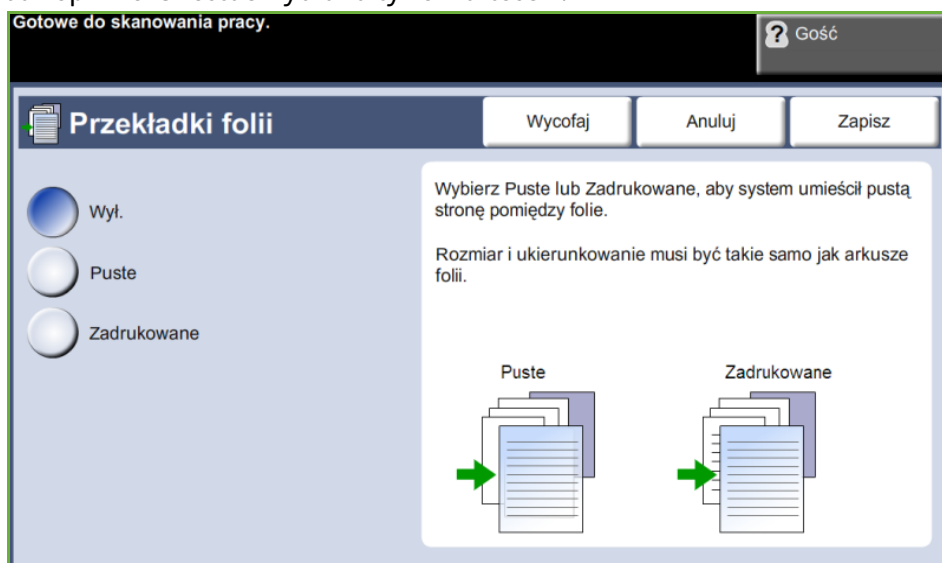 Gotowe do skanowania pracy.
Gość
Przekładki folii
Wycofaj
Anuluj
Zapisz
Wył.
Puste
Zadrukowane
Wybierz Puste lub Zadrukowane, aby system umieścił pustą
stronę pomiędzy folie.
Rozmiar i ukierunkowanie musi być takie samo jak arkusze
folii.
Puste
Zadrukowane